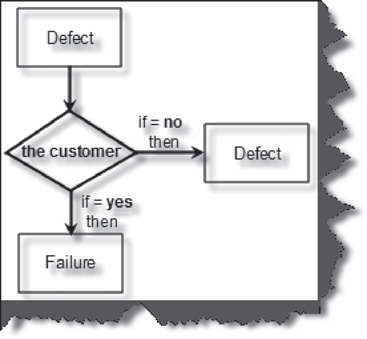 Defect
the customer
if = no
then
Defect
if = yes
then
Failure